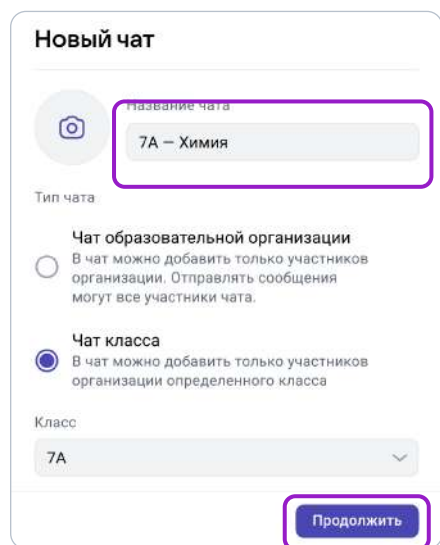 Новый чат
Название чата
7А — Химия
Тип чата
Чат образовательной организации
В чат можно добавить только участников
организации. Отправлять сообщения
могут все участники чата.
Чат класса
В чат можно добавить только участников
организации определенного класса
Класс
7А
Продолжить